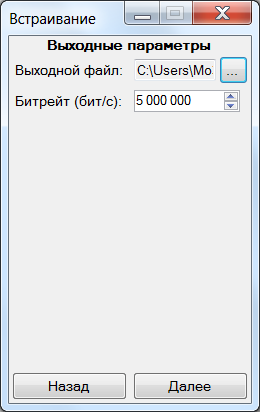 Встраивание
Выходные параметры
Выходной файл: C:\Users\Mo ...
Битрейт (бит/с): 5 000 000
Назад Далее